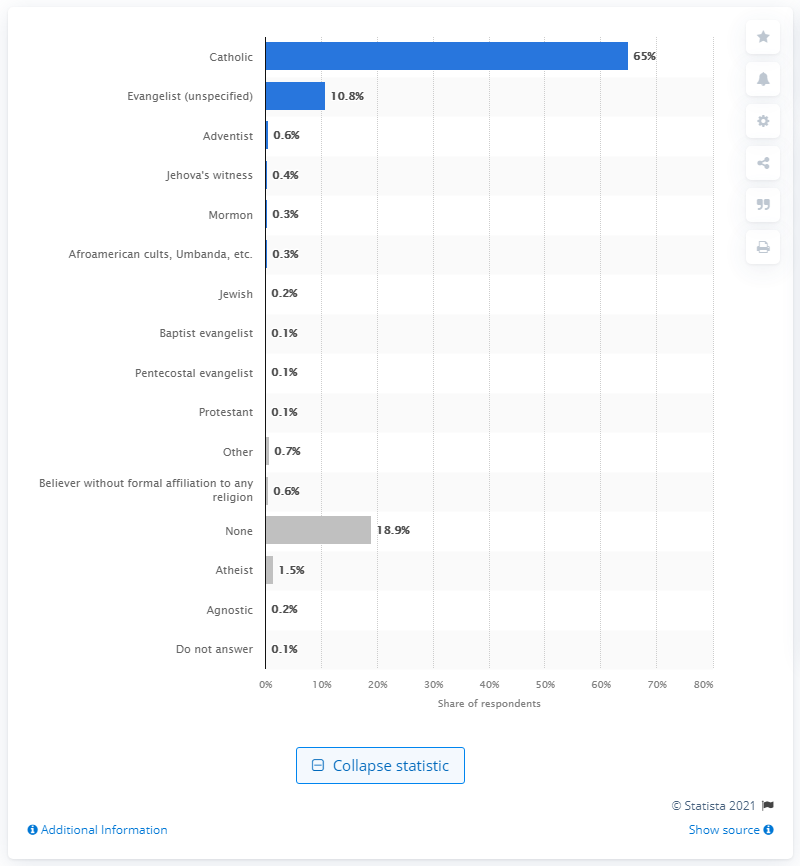 Catholic 65%
Evangelist (unspecified) 10.8%
Adventist 0.6%
Jehova's witness 0.4%
Mormon 0.3%
Afroamerican cults, Umbanda, etc. 0.3%
Jewish 0.2%
Baptist evangelist 0.1%
Pentecostal evangelist 0.1%
Protestant 0.1%
Other 0.7%
Believer without formal affiliation to any
religion 0.6%
None 18.9%
Atheist 1.5%
Agnostic 0.2%
Do not answer 0.1%
0% 10% 20% 30% 40% 50% 60% 70% 80%
Share of respondents
Collapse statistic
© Statista 2021
Additional Information
Show source